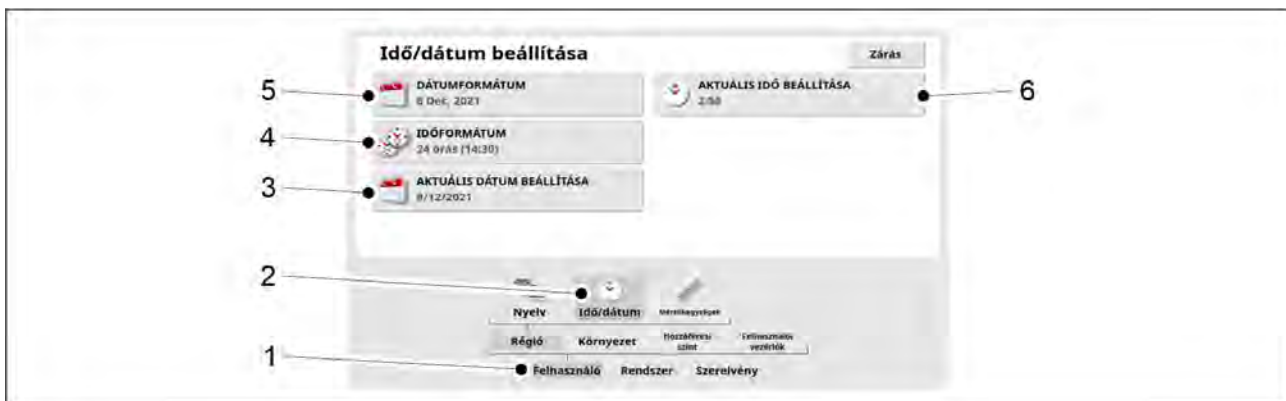 Idő/dátum beállítása
Zárás
5
DÁTUMFORMÁTUM
8 Dec, 2021
AKTUÁLIS IDŐ BEÁLLÍTÁSA
2:50
6
4
IDŐFORMÁTUM
24 órás (14:30)
3
AKTUÁLIS DÁTUM BEÁLLÍTÁSA
8/12/2021
2
Nyelv
Idő/dátum
Mértékegységek
Régió
Környezet
Hozzáférési
szint
Felhasználói
vezérlők
1
Felhasználó
Rendszer
Szerelvény